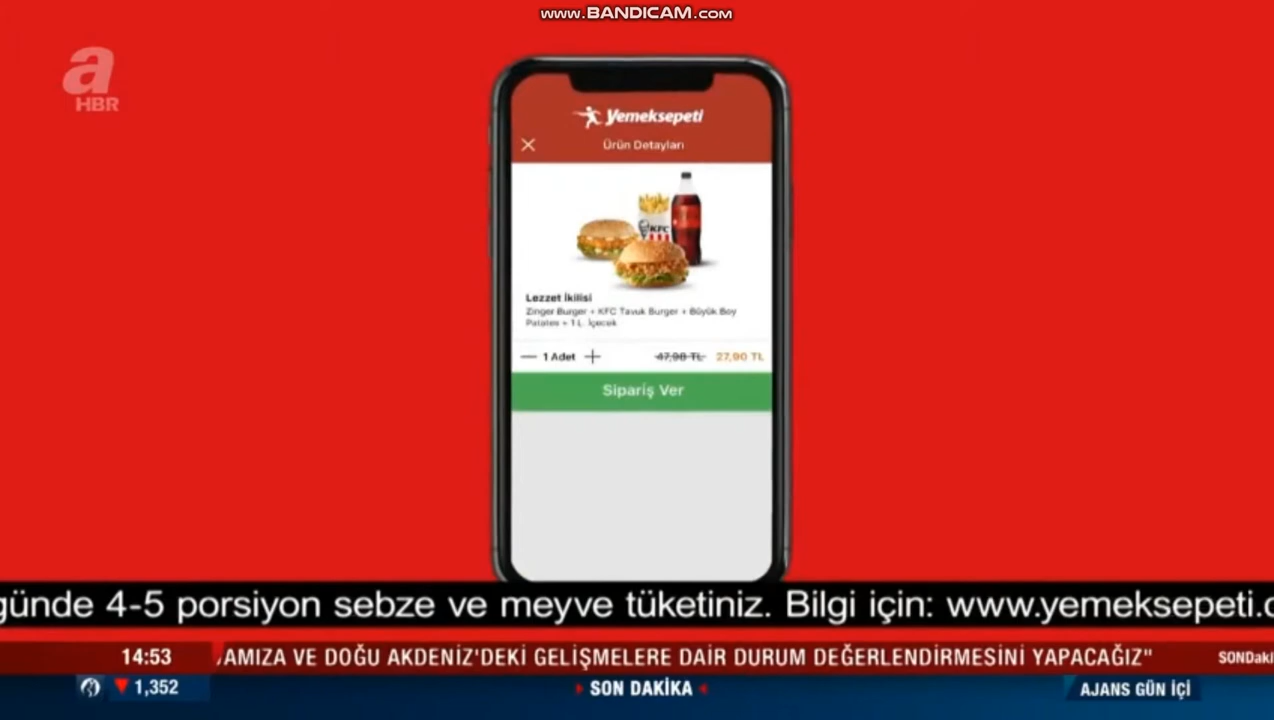 www.BANDICAM.com
a
HBR
Yemeksepeti
Ürün Detayları
KFC
Lezzet İkilisi
Zinger Burger + KFC Tavuk Burger + Büyük Boy
Patates + 1 L. İçecek
1 Adet
47,98 TL
27,90 TL
Sipariş Ver
günde 4-5 porsiyon sebze ve meyve tüketiniz. Bilgi için: www.yemeksepeti.c
14:53
AMIZA VE DOĞU AKDENİZ'DEKİ GELİŞMELERE DAİR DURUM DEĞERLENDİRMESİNİ YAPACAĞIZ"
SONDaki
1,352
SON DAKİKA
AJANS GÜN İÇİ